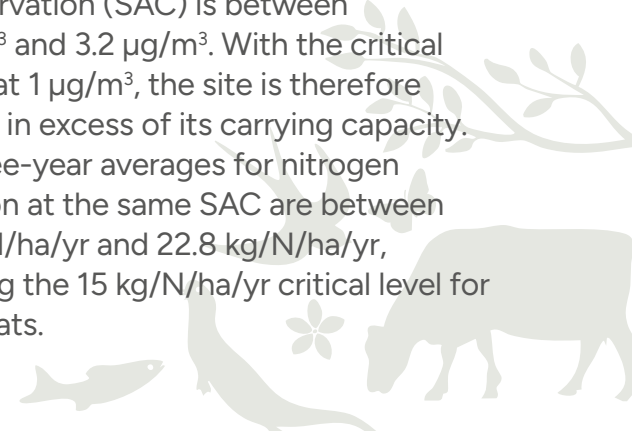 rvation (SAC) is between
³ and 3.2 µg/m³. With the critical
at 1 µg/m³, the site is therefore
in excess of its carrying capacity.
ee-year averages for nitrogen
on at the same SAC are between
N/ha/yr and 22.8 kg/N/ha/yr,
g the 15 kg/N/ha/yr critical level for
ats.